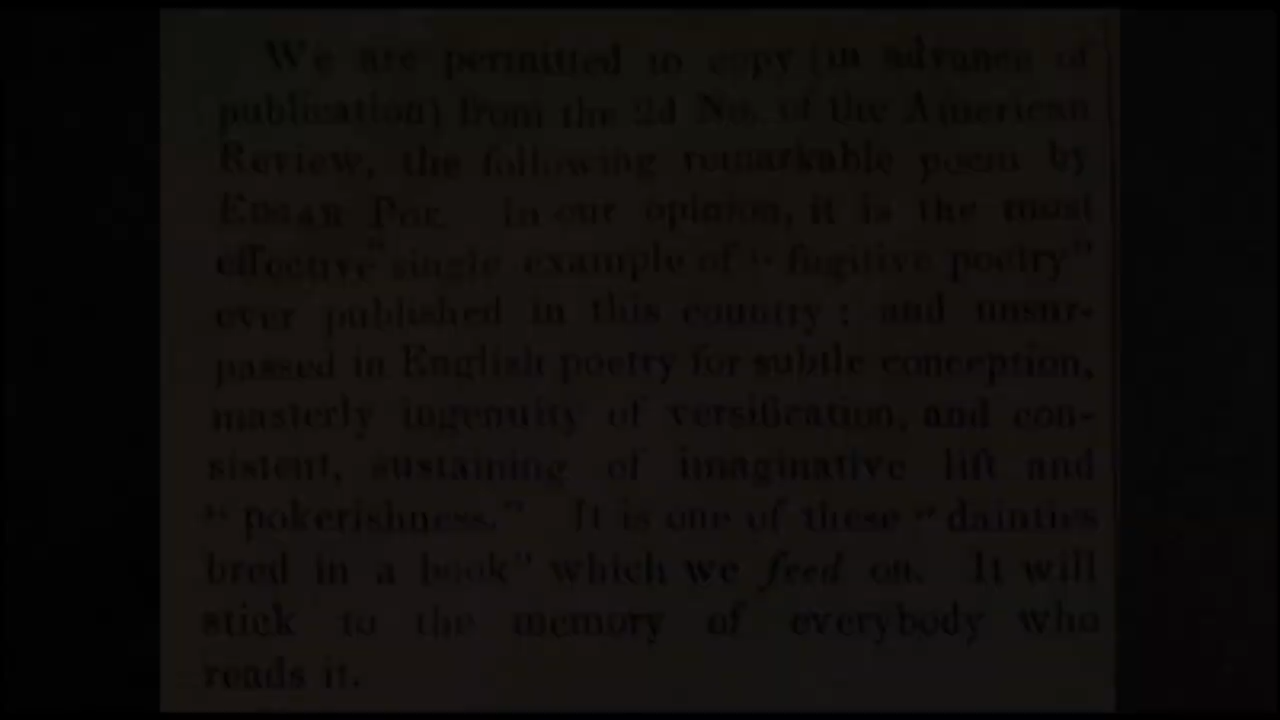 We are permitted to copy (in advance of
publication) from the 2d No. of the American
Review, the following remarkable poem by
EDGAR POE. In our opinion, it is the most
effective single example of " fugitive poetry"
ever published in this country ; and unsur-
passed in English poetry for subtle conception,
masterly ingenuity of versification, and con-
sistent, sustaining of imaginative lift and
" pokerishness." It is one of these " dainties
bred in a book" which we feed on. It will
stick to the memory of everybody who
reads it.